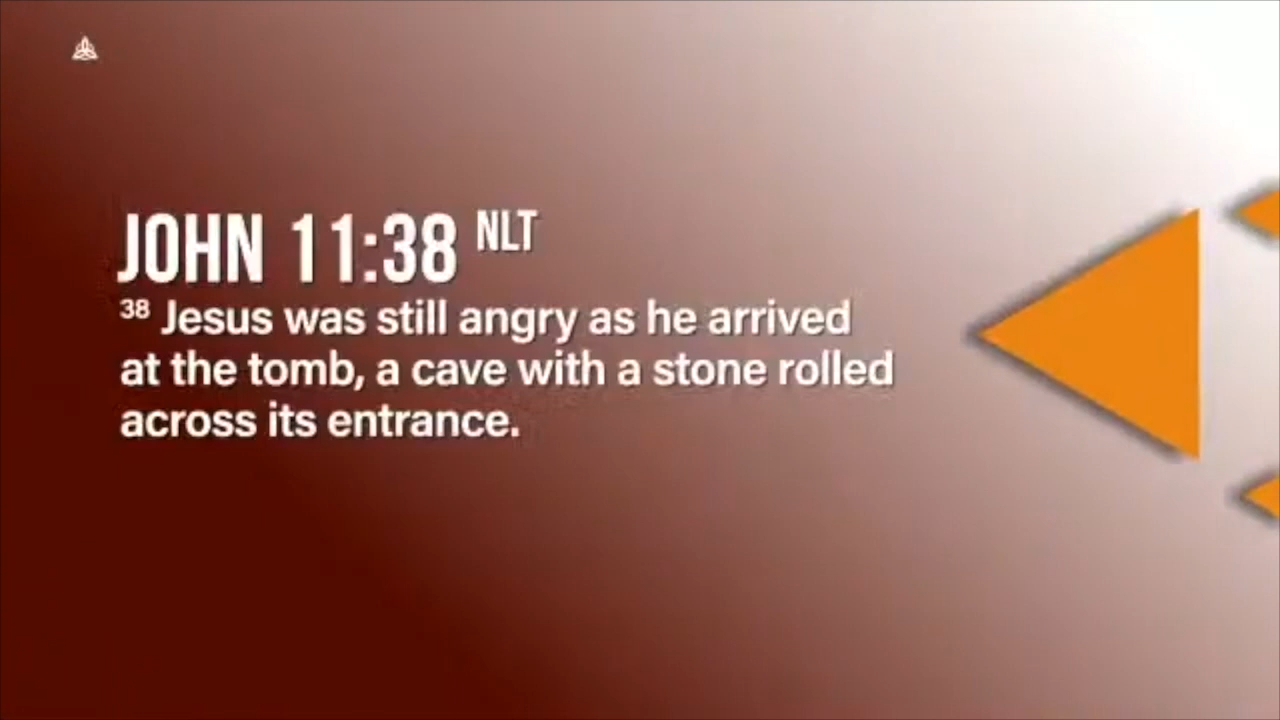 JOHN 11:38 NLT
38 Jesus was still angry as he arrived
at the tomb, a cave with a stone rolled
across its entrance.